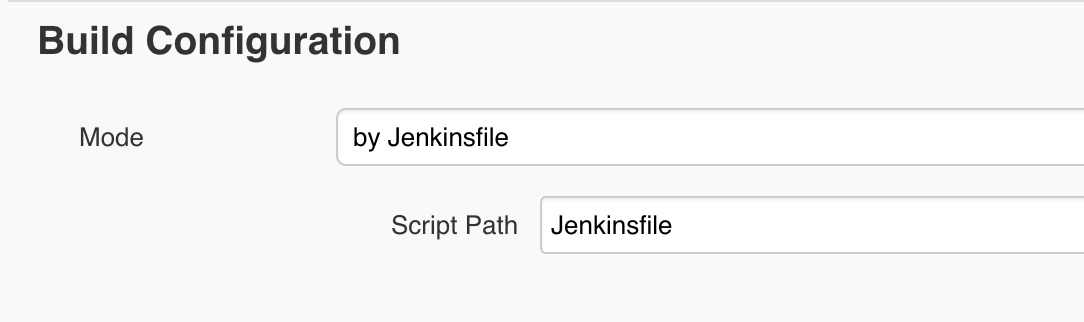 Build Configuration
Mode
by Jenkinsfile
Script Path
Jenkinsfile